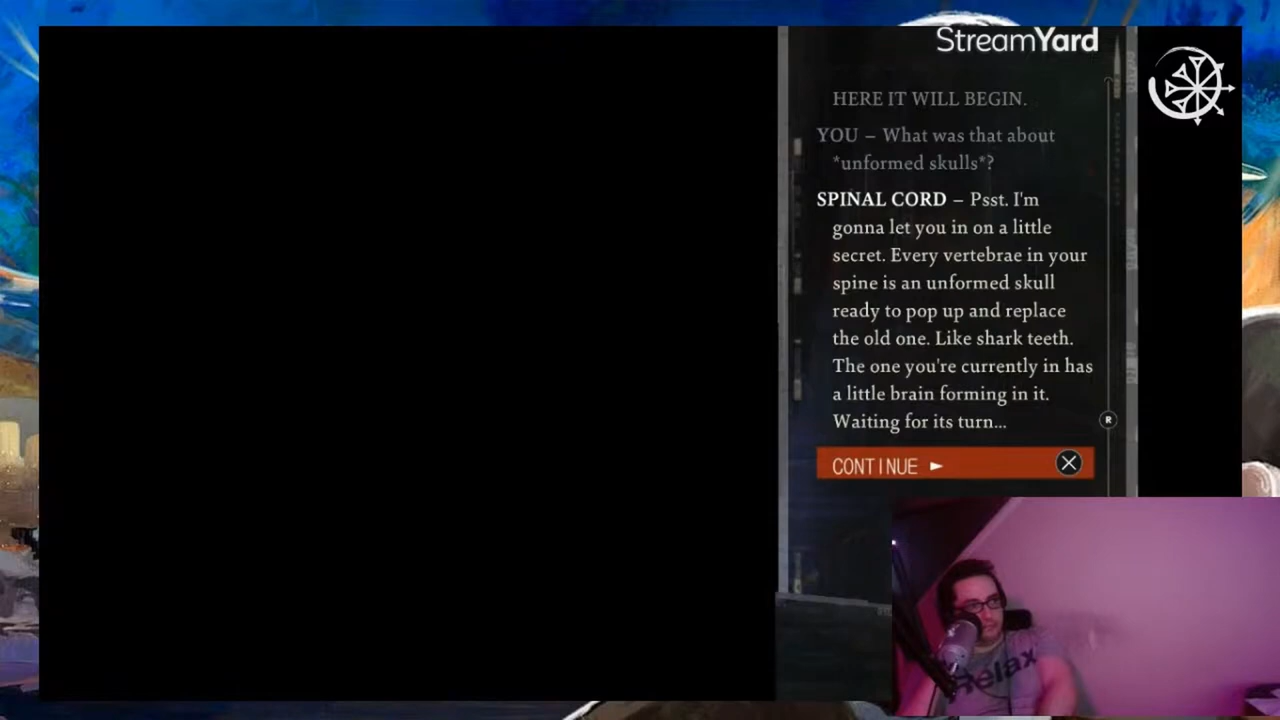 StreamYard
HERE IT WILL BEGIN.
YOU – What was that about
*unformed skulls*?
SPINAL CORD – Psst. I'm
gonna let you in on a little
secret. Every vertebrae in your
spine is an unformed skull
ready to pop up and replace
the old one. Like shark teeth.
The one you're currently in has
a little brain forming in it.
Waiting for its turn...
R
CONTINUE
Relax